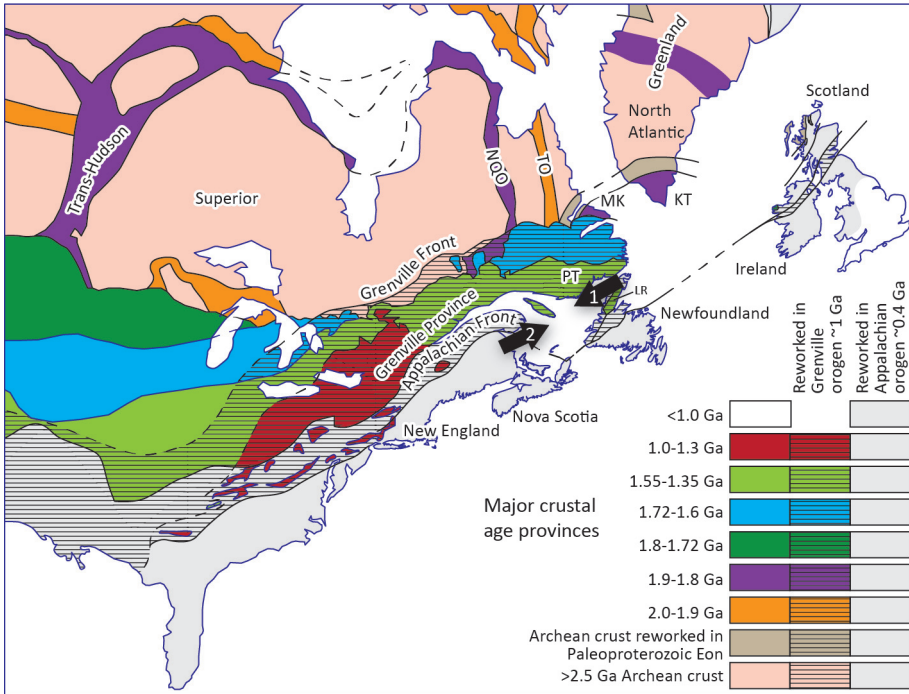 Greenland
North
Atlantic
Scotland
Trans-Hudson
Superior
NQO
TO
MK
KT
Ireland
Grenville Front
PT
1
LR
Newfoundland
Grenville Province
Appalachian Front
2
Nova Scotia
New England
Reworked in
Grenville
orogen ~1 Ga
Reworked in
Appalachian
orogen ~0.4 Ga
Major crustal
age provinces
<1.0 Ga
1.0-1.3 Ga
1.55-1.35 Ga
1.72-1.6 Ga
1.8-1.72 Ga
1.9-1.8 Ga
2.0-1.9 Ga
Archean crust reworked in
Paleoproterozoic Eon
>2.5 Ga Archean crust